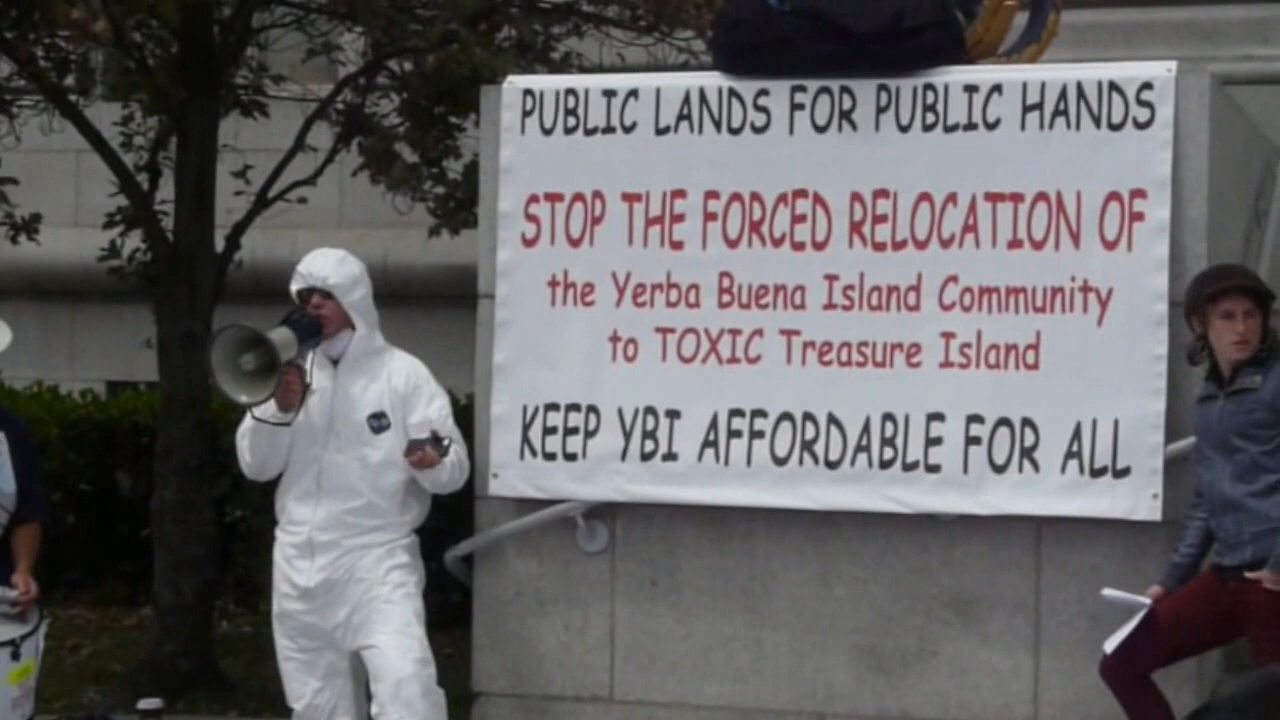 PUBLIC LANDS FOR PUBLIC HANDS
STOP THE FORCED RELOCATION OF
the Yerba Buena Island Community
to TOXIC Treasure Island
KEEP YBI AFFORDABLE FOR ALL